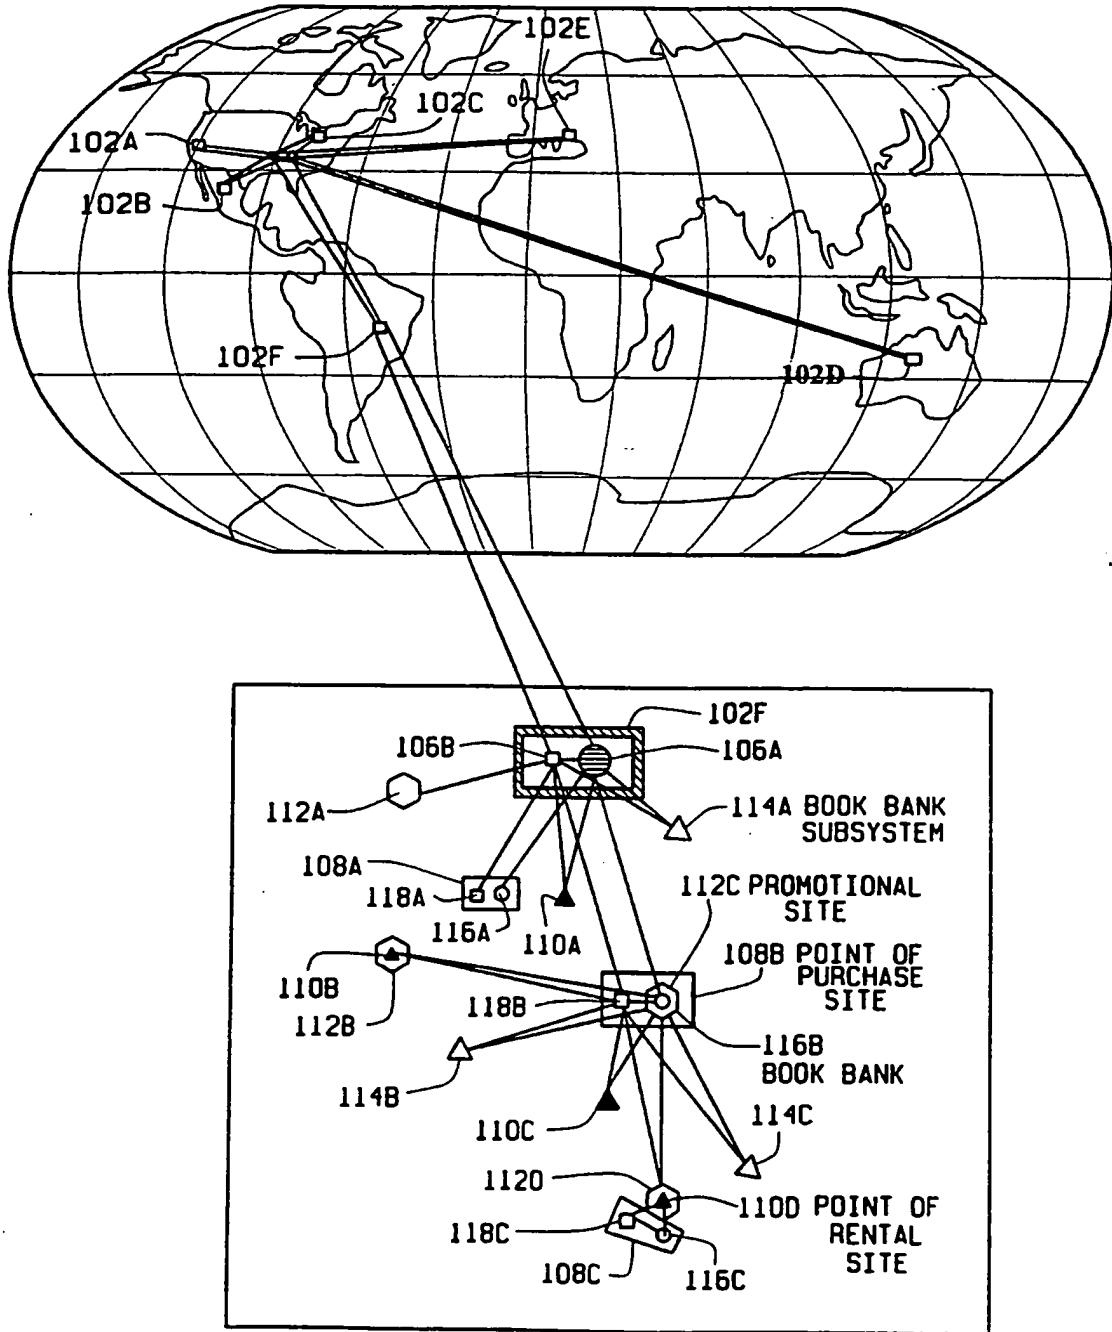 102E
102C
102A
102B
102F
102D
102F
106B
106A
112A
114A BOOK BANK
SUBSYSTEM
108A
118A
116A
110A
112C PROMOTIONAL
SITE
108B POINT OF
PURCHASE
SITE
110B
112B
118B
116B
BOOK BANK
114B
110C
114C
112D
110D POINT OF
RENTAL
SITE
118C
108C
116C